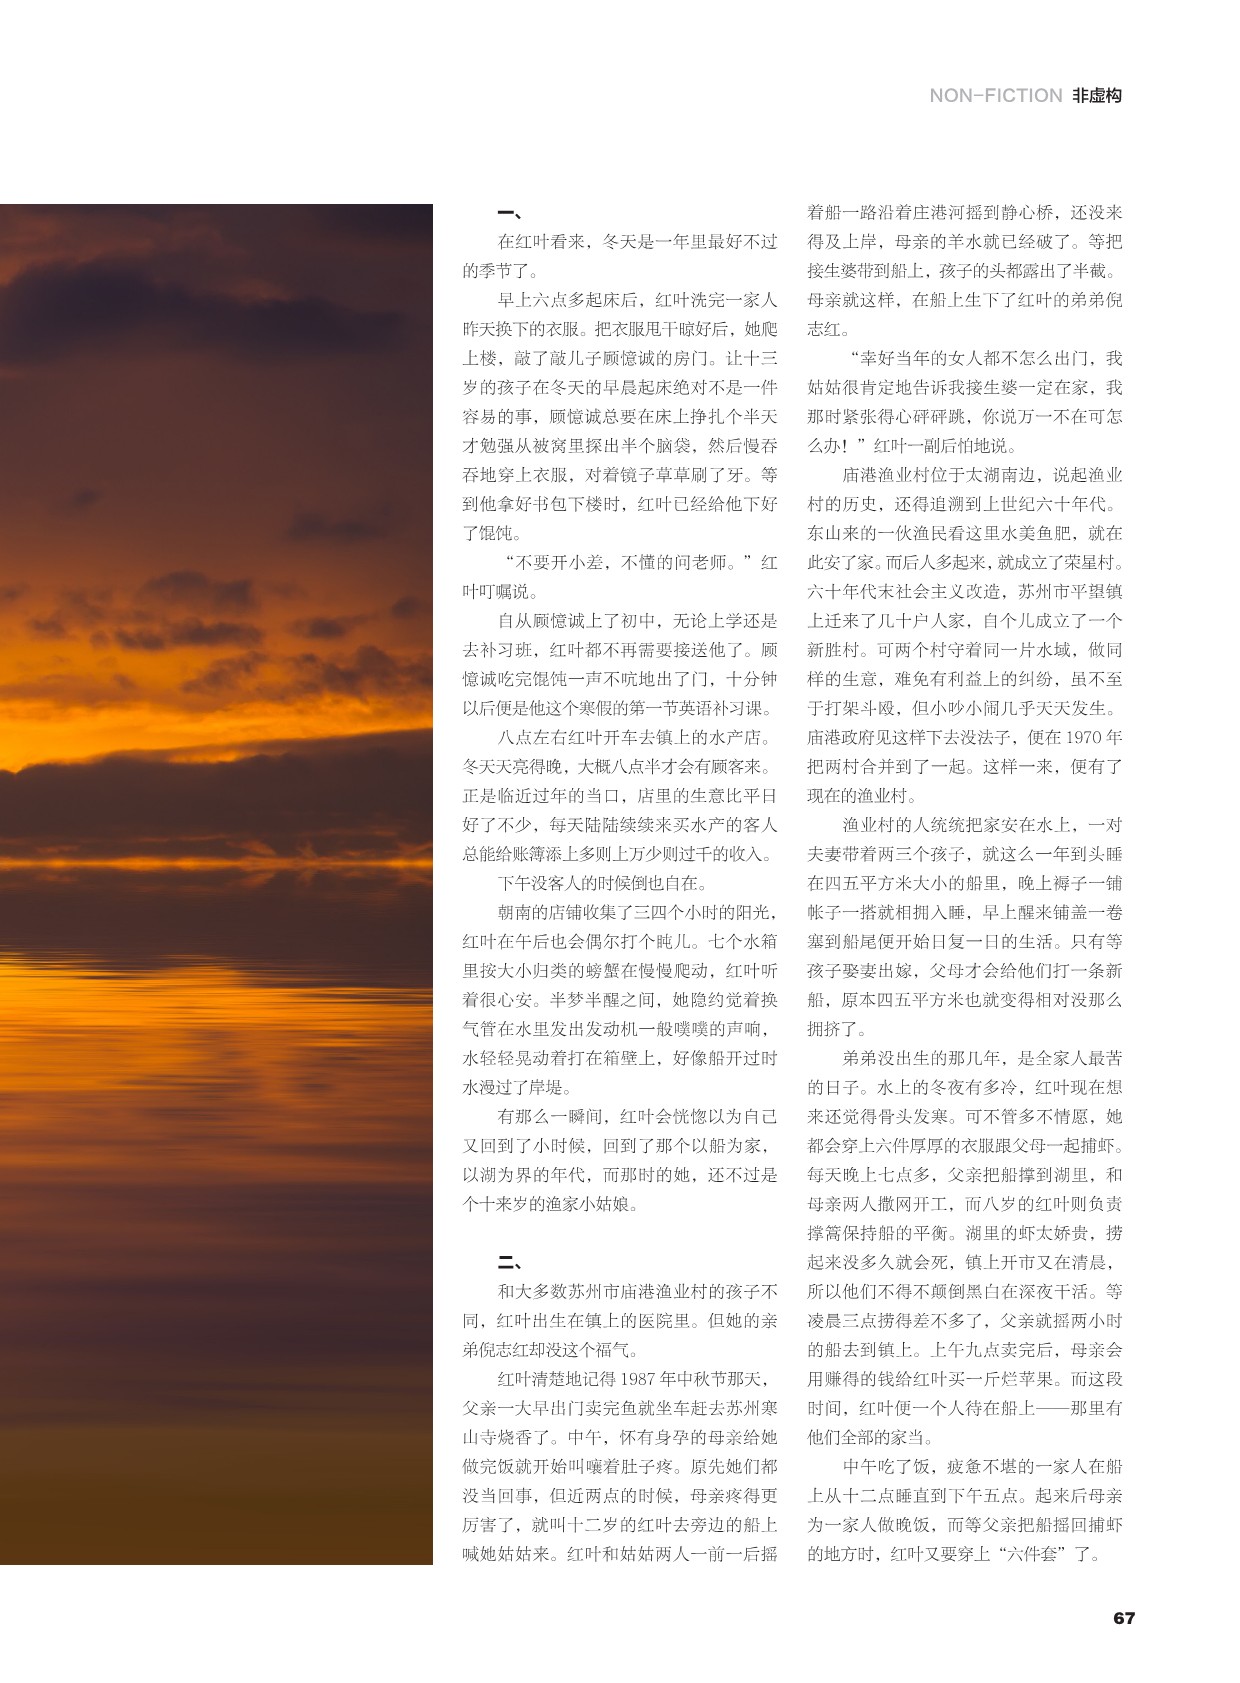 NON-FICTION 非虚构
一、
在红叶看来，冬天是一年里最好不过
的季节了。
早上六点多起床后，红叶洗完一家人
昨天换下的衣服。把衣服甩干晾好后，她爬
上楼，敲了敲儿子顾憶诚的房门。让十三
岁的孩子在冬天的早晨起床绝对不是一件
容易的事，顾憶诚总要在床上挣扎个半天
才勉强从被窝里探出半个脑袋，然后慢吞
吞地穿上衣服，对着镜子草草刷了牙。等
到他拿好书包下楼时，红叶已经给他下好
了馄饨。
“不要开小差，不懂的问老师。”红
叶叮嘱说。
自从顾憶诚上了初中，无论上学还是
去补习班，红叶都不再需要接送他了。顾
憶诚吃完馄饨一声不吭地出了门，十分钟
以后便是他这个寒假的第一节英语补习课。
八点左右红叶开车去镇上的水产店。
冬天天亮得晚，大概八点半才会有顾客来。
正是临近过年的当口，店里的生意比平日
好了不少，每天陆陆续续来买水产的客人
总能给账簿添上多则上万少则过千的收入。
下午没客人的时候倒也自在。
朝南的店铺收集了三四个小时的阳光，
红叶在午后也会偶尔打个盹儿。七个水箱
里按大小归类的螃蟹在慢慢爬动，红叶听
着很心安。半梦半醒之间，她隐约觉着换
气管在水里发出发动机一般噗噗的声响，
水轻轻晃动着打在箱壁上，好像船开过时
水漫过了岸堤。
有那么一瞬间，红叶会恍惚以为自己
又回到了小时候，回到了那个以船为家，
以湖为界的年代，而那时的她，还不过是
个十来岁的渔家小姑娘。
二、
和大多数苏州市庙港渔业村的孩子不
同，红叶出生在镇上的医院里。但她的亲
弟倪志红却没这个福气。
红叶清楚地记得 1987 年中秋节那天，
父亲一大早出门卖完鱼就坐车赶去苏州寒
山寺烧香了。中午，怀有身孕的母亲给她
做完饭就开始叫嚷着肚子疼。原先她们都
没当回事，但近两点的时候，母亲疼得更
厉害了，就叫十二岁的红叶去旁边的船上
喊她姑姑来。红叶和姑姑两人一前一后摇
着船一路沿着庄港河摇到静心桥，还没来
得及上岸，母亲的羊水就已经破了。等把
接生婆带到船上，孩子的头都露出了半截。
母亲就这样，在船上生下了红叶的弟弟倪
志红。
“幸好当年的女人都不怎么出门，我
姑姑很肯定地告诉我接生婆一定在家，我
那时紧张得心砰砰跳，你说万一不在可怎
么办！”红叶一副后怕地说。
庙港渔业村位于太湖南边，说起渔业
村的历史，还得追溯到上世纪六十年代。
东山来的一伙渔民看这里水美鱼肥，就在
此安了家。而后人多起来，就成立了荣星村。
六十年代末社会主义改造，苏州市平望镇
上迁来了几十户人家，自个儿成立了一个
新胜村。可两个村守着同一片水域，做同
样的生意，难免有利益上的纠纷，虽不至
于打架斗殴，但小吵小闹几乎天天发生。
庙港政府见这样下去没法子，便在 1970 年
把两村合并到了一起。这样一来，便有了
现在的渔业村。
渔业村的人统统把家安在水上，一对
夫妻带着两三个孩子，就这么一年到头睡
在四五平方米大小的船里，晚上褥子一铺
帐子一搭就相拥入睡，早上醒来铺盖一卷
塞到船尾便开始日复一日的生活。只有等
孩子娶妻出嫁，父母才会给他们打一条新
船，原本四五平方米也就变得相对没那么
拥挤了。
弟弟没出生的那几年，是全家人最苦
的日子。水上的冬夜有多冷，红叶现在想
来还觉得骨头发寒。可不管多不情愿，她
都会穿上六件厚厚的衣服跟父母一起捕虾。
每天晚上七点多，父亲把船撑到湖里，和
母亲两人撒网开工，而八岁的红叶则负责
撑篙保持船的平衡。湖里的虾太娇贵，捞
起来没多久就会死，镇上开市又在清晨，
所以他们不得不颠倒黑白在深夜干活。等
凌晨三点捞得差不多了，父亲就摇两小时
的船去到镇上。上午九点卖完后，母亲会
用赚得的钱给红叶买一斤烂苹果。而这段
时间，红叶便一个人待在船上——那里有
他们全部的家当。
中午吃了饭，疲惫不堪的一家人在船
上从十二点睡直到下午五点。起来后母亲
为一家人做晚饭，而等父亲把船摇回捕虾
的地方时，红叶又要穿上“六件套”了。
67